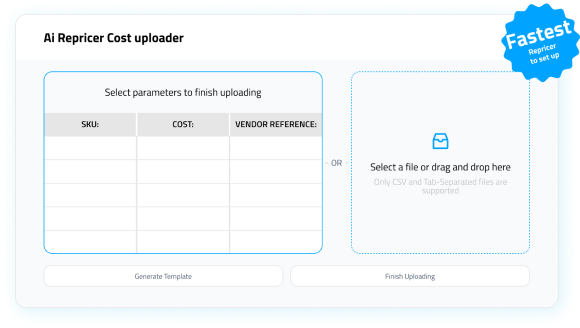 Ai Repricer Cost uploader
Fastest
Repricer
to set up
Select parameters to finish uploading
SKU:
COST:
VENDOR REFERENCE:
OR
Select a file or drag and drop here
Only CSV and Tab-Separated files are
supported
Generate Template
Finish Uploading